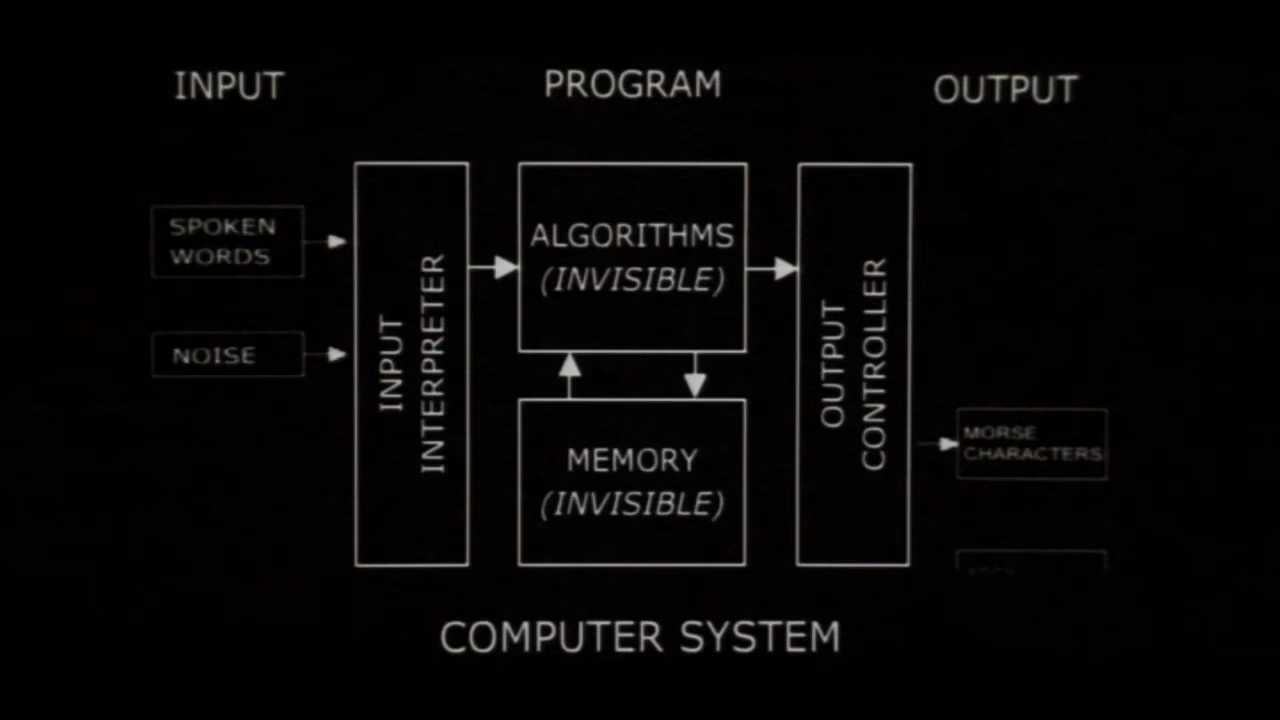 INPUT
PROGRAM
OUTPUT
SPOKEN
WORDS
NOISE
INPUT
INTERPRETER
ALGORITHMS
(INVISIBLE)
MEMORY
(INVISIBLE)
OUTPUT
CONTROLLER
MORSE
CHARACTERS
COMPUTER SYSTEM